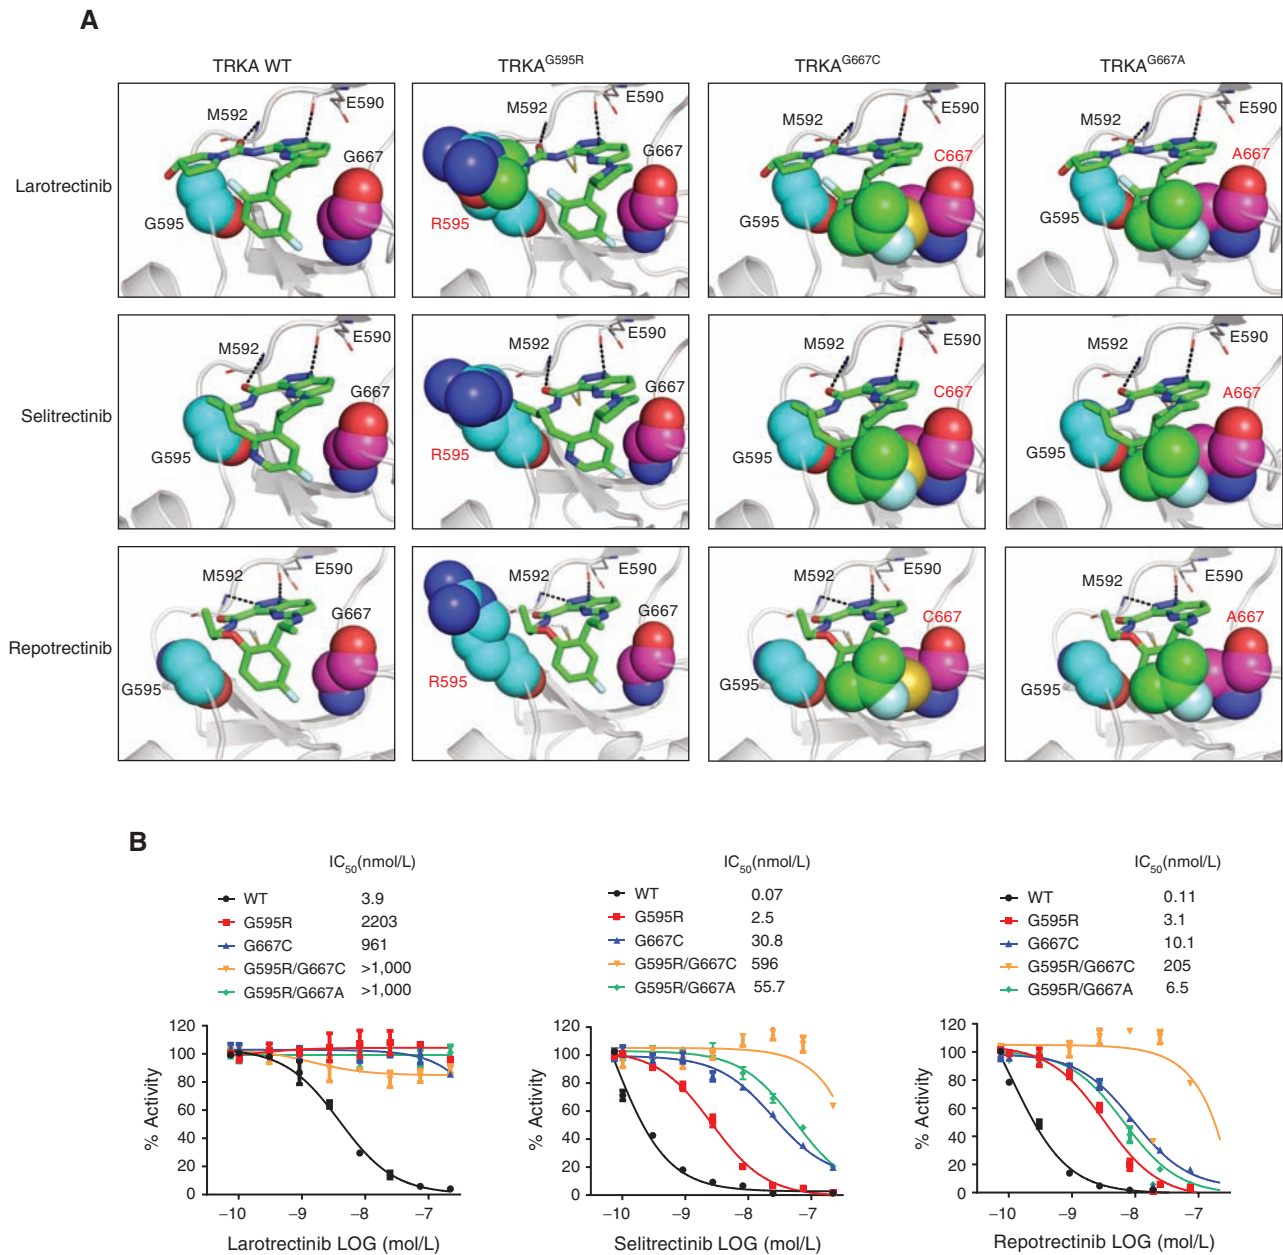 A
TRKA WT TRKA^G595R TRKA^G667C TRKA^G667A
Larotrectinib
M592 E590 G667 G595
M592 E590 G667 R595
M592 E590 C667 G595
M592 E590 A667 G595
Selitrectinib
M592 E590 G667 G595
M592 E590 G667 R595
M592 E590 C667 G595
M592 E590 A667 G595
Repotrectinib
M592 E590 G667 G595
M592 E590 G667 R595
M592 E590 C667 G595
M592 E590 A667 G595
B
IC50(nmol/L)
WT 3.9
G595R 2203
G667C 961
G595R/G667C >1,000
G595R/G667A >1,000
120
100
80
60
40
20
0
% Activity
−10 −9 −8 −7
Larotrectinib LOG (mol/L)
IC50(nmol/L)
WT 0.07
G595R 2.5
G667C 30.8
G595R/G667C 596
G595R/G667A 55.7
120
100
80
60
40
20
0
% Activity
−10 −9 −8 −7
Selitrectinib LOG (mol/L)
IC50(nmol/L)
WT 0.11
G595R 3.1
G667C 10.1
G595R/G667C 205
G595R/G667A 6.5
120
100
80
60
40
20
0
% Activity
−10 −9 −8 −7
Repotrectinib LOG (mol/L)